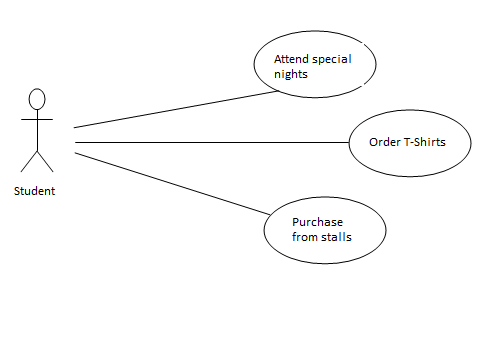 Attend special
nights
Order T-Shirts
Student
Purchase
from stalls